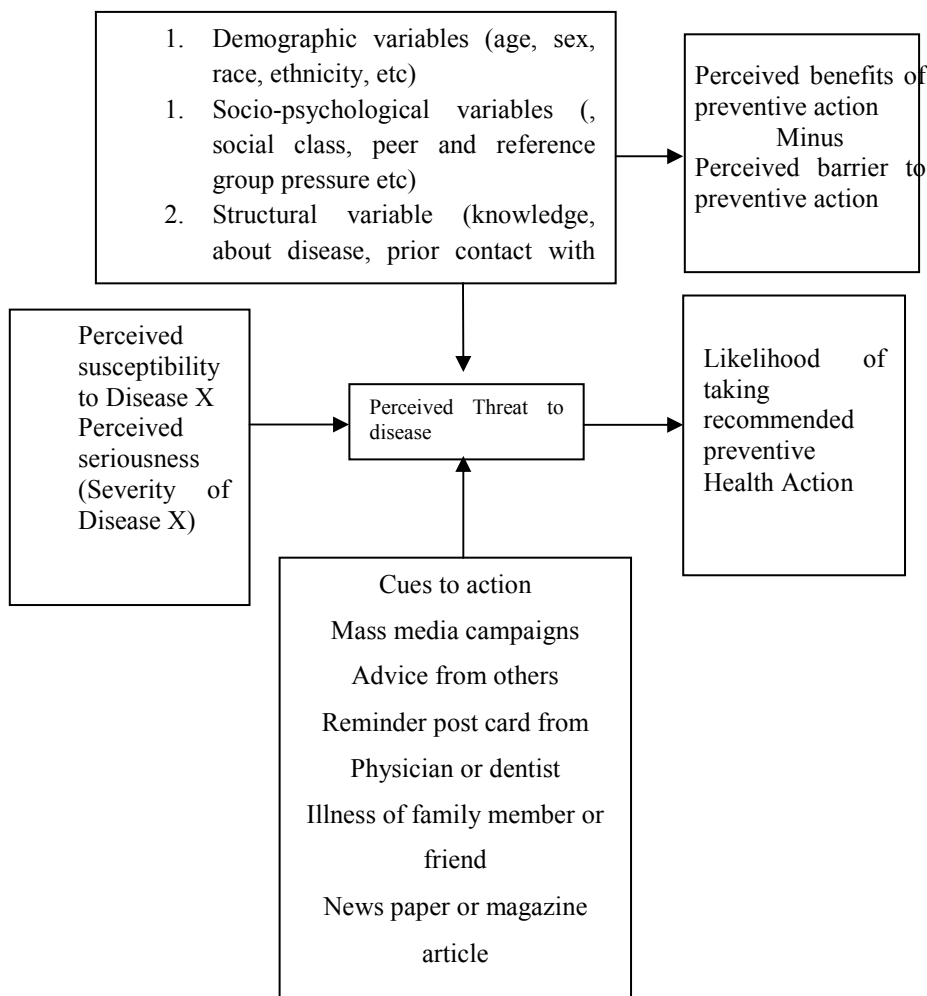 1. Demographic variables (age, sex,
race, ethnicity, etc)
1. Socio-psychological variables (,
social class, peer and reference
group pressure etc)
2. Structural variable (knowledge,
about disease, prior contact with
Perceived benefits of
preventive action
Minus
Perceived barrier to
preventive action
Perceived
susceptibility
to Disease X
Perceived
seriousness
(Severity of
Disease X)
Perceived Threat to
disease
Likelihood of
taking
recommended
preventive
Health Action
Cues to action
Mass media campaigns
Advice from others
Reminder post card from
Physician or dentist
Illness of family member or
friend
News paper or magazine
article